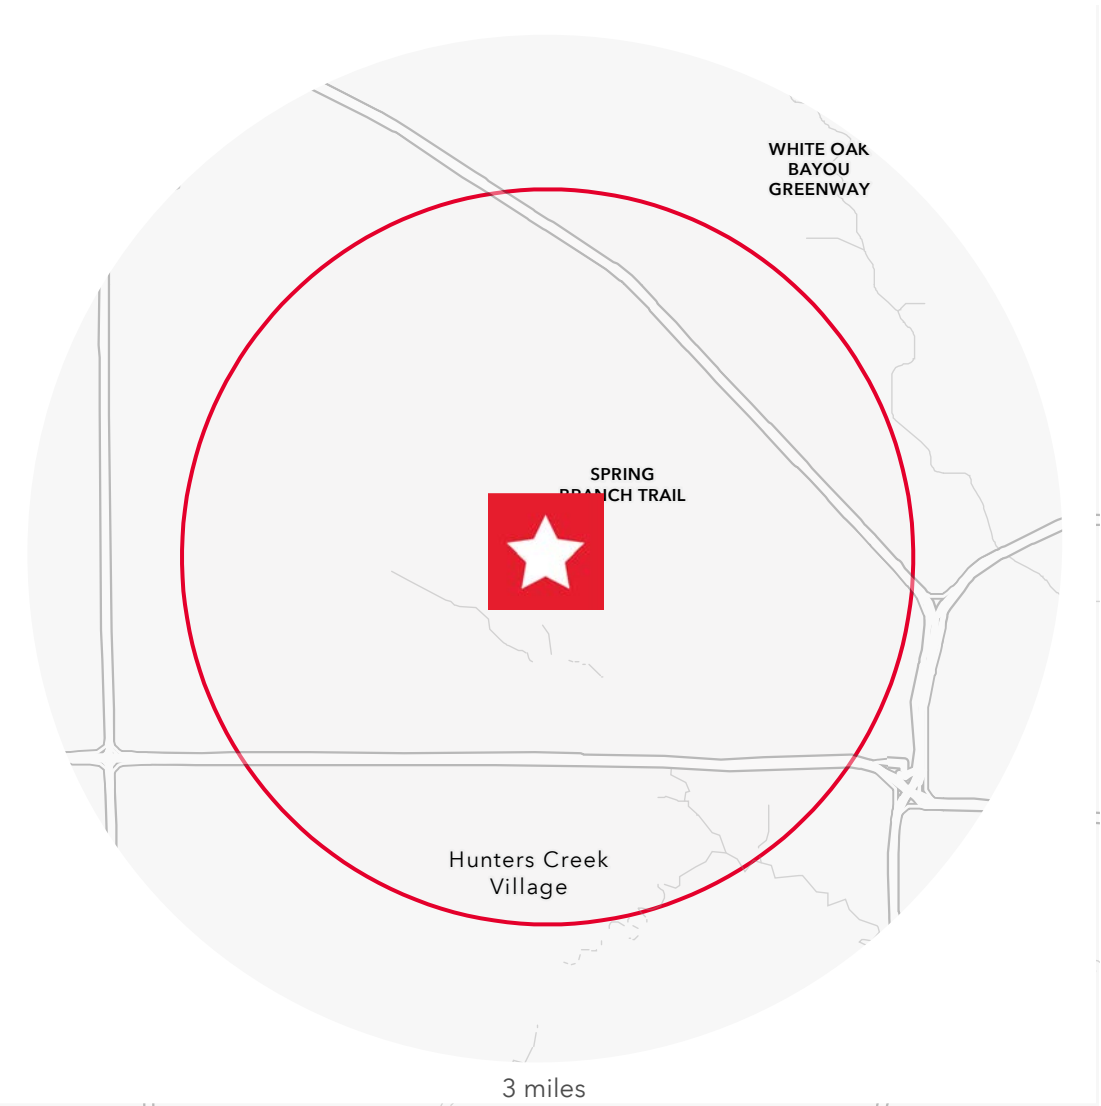 WHITE OAK
BAYOU
GREENWAY
SPRING
BRANCH TRAIL
Hunters Creek
Village
3 miles